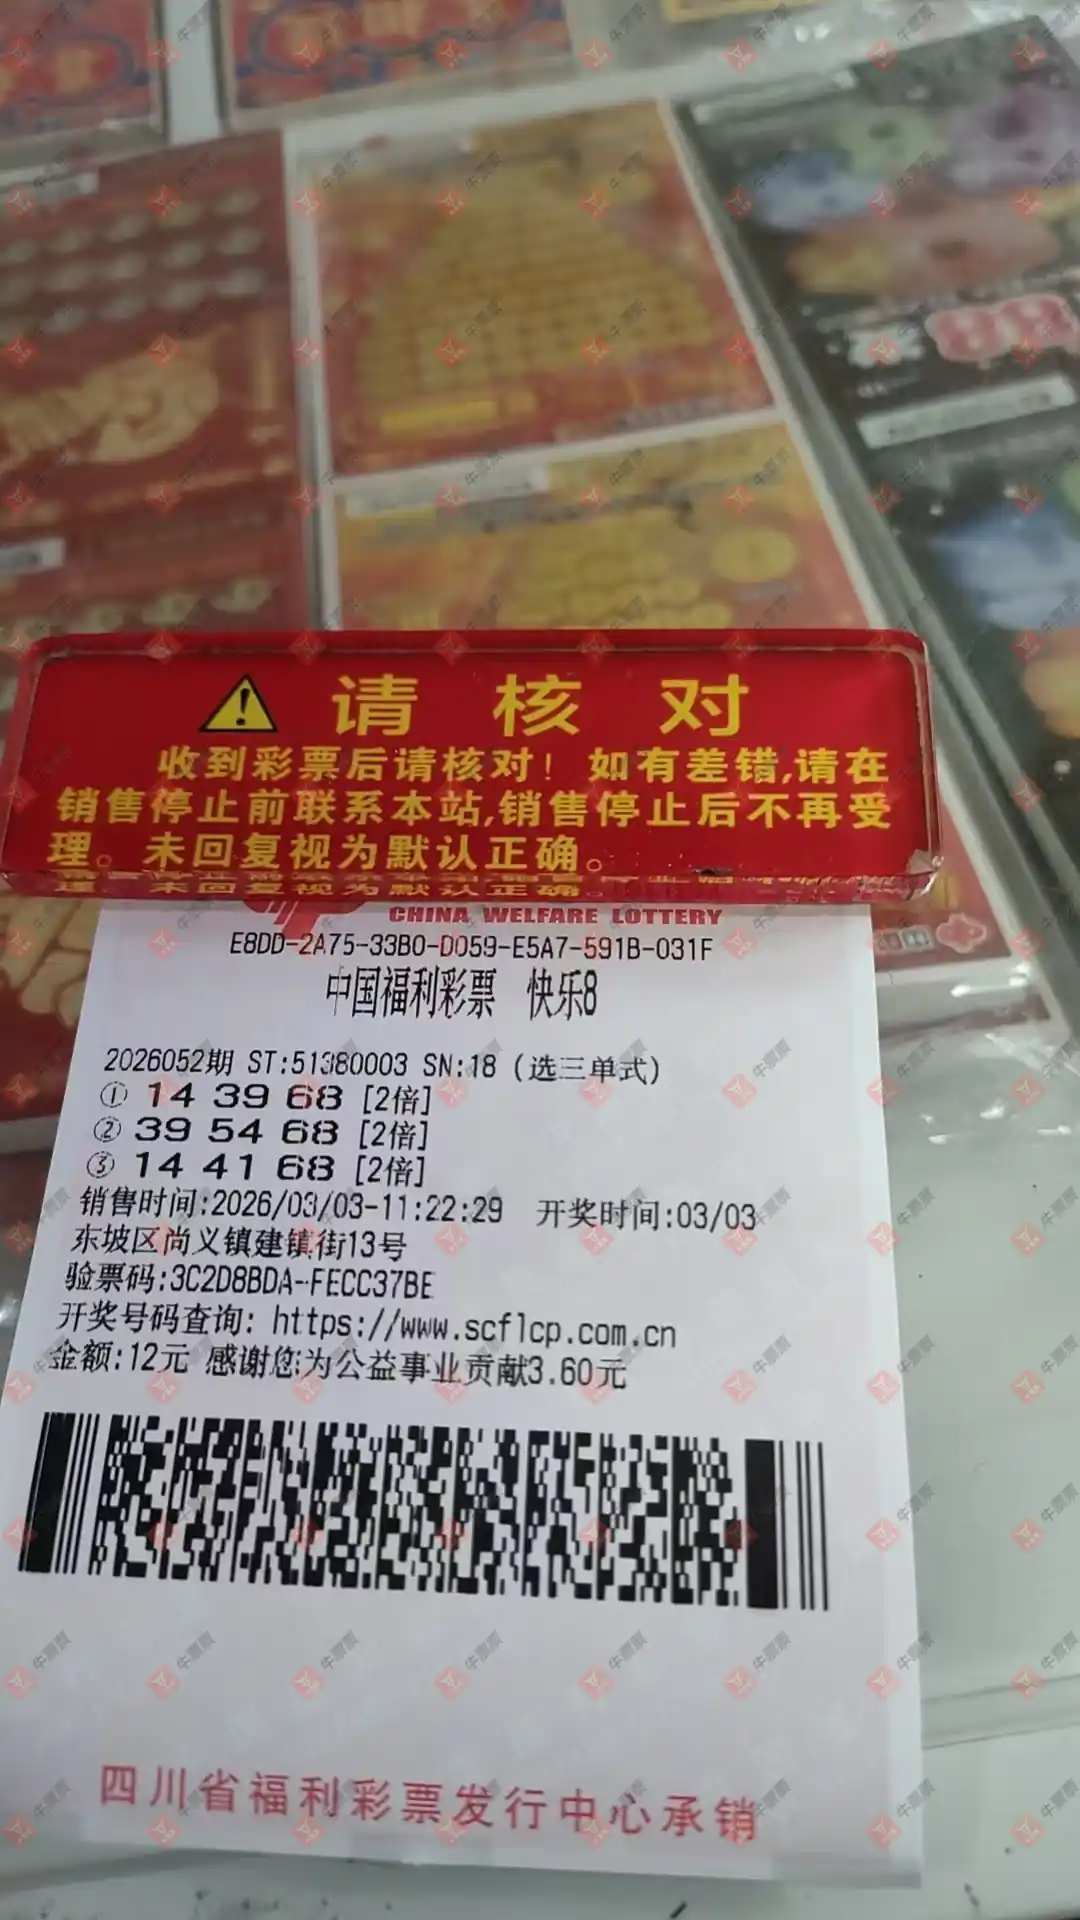 请核对
收到彩票后请核对！如有差错,请在
销售停止前联系本站,销售停止后不再受
理。未回复视为默认正确。
CHINA WELFARE LOTTERY
E8DD-2A75-33B0-D059-E5A7-591B-031F
中国福利彩票 快乐8
2026052期 ST:51380003 SN:18 (选三单式)
① 14 39 68 [2倍]
② 39 54 68 [2倍]
③ 14 41 68 [2倍]
销售时间:2026/03/03-11:22:29 开奖时间:03/03
东坡区尚义镇建镇街13号
验票码:3C2D8BDA-FECC37BE
开奖号码查询: https://www.scflcp.com.cn
金额:12元 感谢您为公益事业贡献3.60元
四川省福利彩票发行中心承销
牛票票